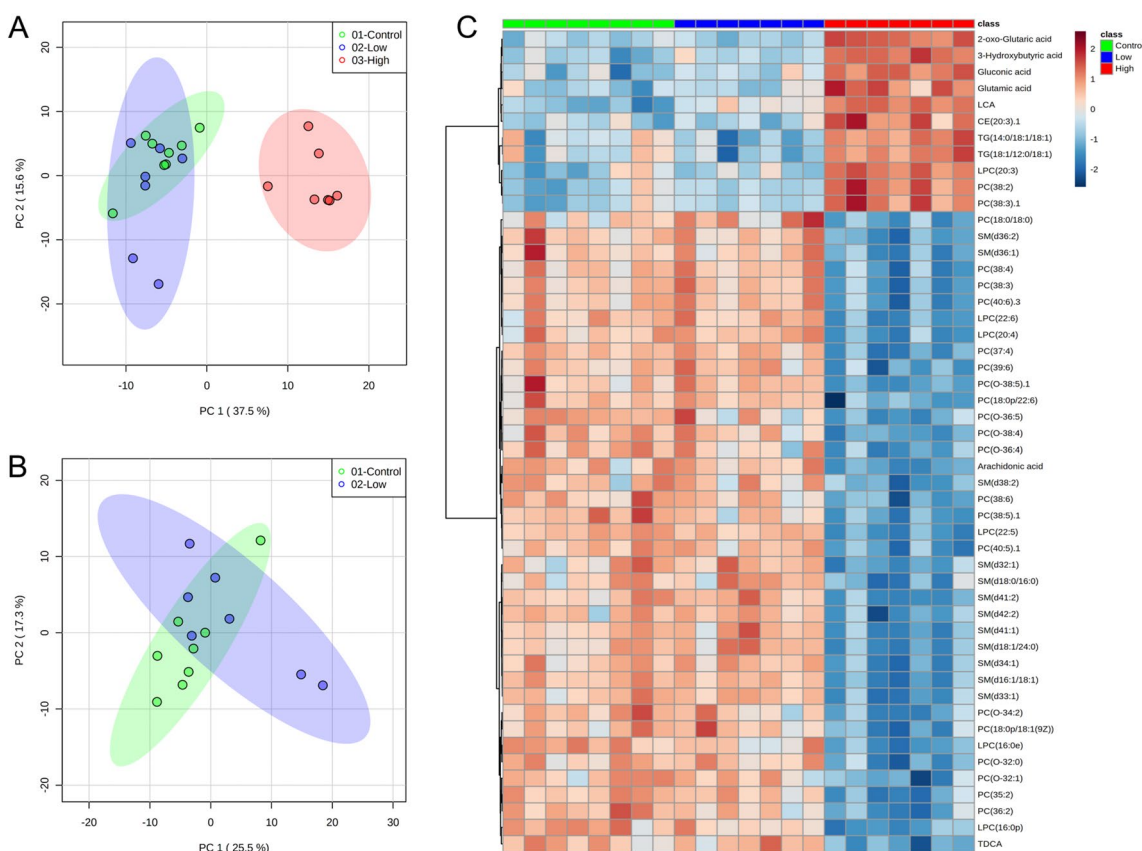 A
01-Control
02-Low
03-High
20
10
0
-10
-20
-10
0
10
20
PC 2 ( 15.6 %)
PC 1 ( 37.5 %)
B
01-Control
02-Low
20
10
0
-10
-20
-20
-10
0
10
20
30
PC 2 ( 17.3 %)
PC 1 ( 25.5 %)
C
class
2-oxo-Glutaric acid
3-Hydroxybutyric acid
Gluconic acid
Glutamic acid
LCA
CE(20:3).1
TG(14:0/18:1/18:1)
TG(18:1/12:0/18:1)
LPC(20:3)
PC(38:2)
PC(38:3).1
PC(18:0/18:0)
SM(d36:2)
SM(d36:1)
PC(38:4)
PC(38:3)
PC(40:6).3
LPC(22:6)
LPC(20:4)
PC(37:4)
PC(39:6)
PC(O-38:5).1
PC(18:0p/22:6)
PC(O-36:5)
PC(O-38:4)
PC(O-36:4)
Arachidonic acid
SM(d38:2)
PC(38:6)
PC(38:5).1
LPC(22:5)
PC(40:5).1
SM(d32:1)
SM(d18:0/16:0)
SM(d41:2)
SM(d42:2)
SM(d41:1)
SM(d18:1/24:0)
SM(d34:1)
SM(d16:1/18:1)
SM(d33:1)
PC(O-34:2)
PC(18:0p/18:1(9Z))
LPC(16:0e)
PC(O-32:0)
PC(O-32:1)
PC(35:2)
PC(36:2)
LPC(16:0p)
TDCA
2
1
0
-1
-2
class
Contro
Low
High